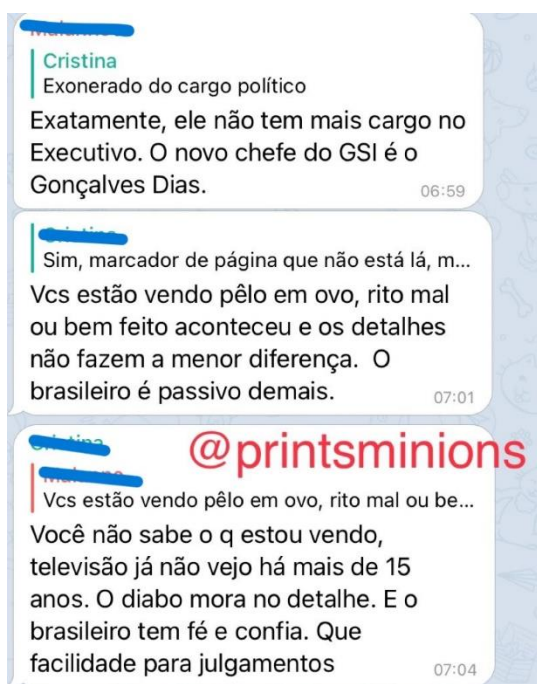 Cristina
Exonerado do cargo político
Exatamente, ele não tem mais cargo no
Executivo. O novo chefe do GSI é o
Gonçalves Dias.
06:59
Sim, marcador de página que não está lá, m...
Vcs estão vendo pêlo em ovo, rito mal
ou bem feito aconteceu e os detalhes
não fazem a menor diferença. O
brasileiro é passivo demais.
07:01
@printsminions
Vcs estão vendo pêlo em ovo, rito mal ou be...
Você não sabe o q estou vendo,
televisão já não vejo há mais de 15
anos. O diabo mora no detalhe. E o
brasileiro tem fé e confia. Que
facilidade para julgamentos
07:04